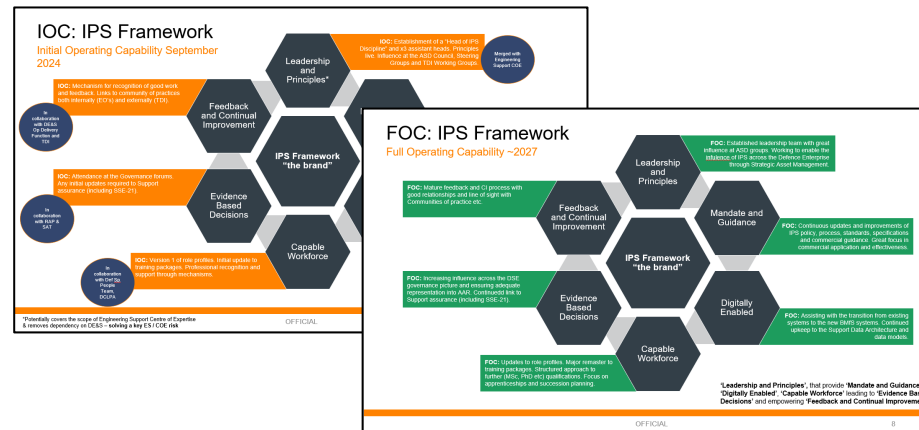 IOC: IPS Framework
Initial Operating Capability September
2024
IOC: Establishment of a "Head of IPS
Discipline" and x3 assistant heads. Principles
live. Influence at the ASD Council, Steering
Groups and TDI Working Groups.
Merged with
Engineering
Support COE
Leadership
and
Principles*
IOC: Mechanism for recognition of good work
and feedback. Links to community of practices
both internally (EO's) and externally (TDI).
In
collaboration
with DE&S
Op Delivery
Function and
TDI
Feedback
and Continual
Improvement
IPS Framework
"the brand"
IOC: Attendance at the Governance forums.
Any initial updates required to Support
assurance (including SSE-21).
In
collaboration
with RAP &
SAT
Evidence
Based
Decisions
IOC: Version 1 of role profiles. Initial update to
training packages. Professional recognition and
support through mechanisms.
In
collaboration
with Def Sp
People
Team,
DCLPA
Capable
Workforce
*Potentially covers the scope of Engineering Support Centre of Expertise
& removes dependency on DE&S – solving a key ES / COE risk
OFFICIAL
FOC: IPS Framework
Full Operating Capability ~2027
FOC: Established leadership team with great
influence at ASD groups. Working to enable the
infulence of IPS across the Defence Enterprise
through Strategic Asset Management.
Leadership
and
Principles
FOC: Mature feedback and CI process with
good relationships and line of sight with
Communities of practice etc.
Feedback
and Continual
Improvement
Mandate and
Guidance
FOC: Continuous updates and improvements of
IPS policy, process, standards, specifications
and commercial guidance. Great focus in
commercial application and effectiveness.
IPS Framework
"the brand"
FOC: Increasing influence across the DSE
governance picture and ensuring adequate
representation into AAR. Continuedd link to
Support assurance (including SSE-21).
Evidence
Based
Decisions
Digitally
Enabled
FOC: Assisting with the transition from existing
systems to the new BMfS systems. Continued
upkeep to the Support Data Architecture and
data models.
Capable
Workforce
FOC: Updates to role profiles. Major remaster to
training packages. Structured approach to
further (MSc, PhD etc) qualifications. Focus on
apprenticeships and succession planning.
'Leadership and Principles', that provide 'Mandate and Guidance
'Digitally Enabled', 'Capable Workforce' leading to 'Evidence Bas
Decisions' and empowering 'Feedback and Continual Improveme
OFFICIAL
8